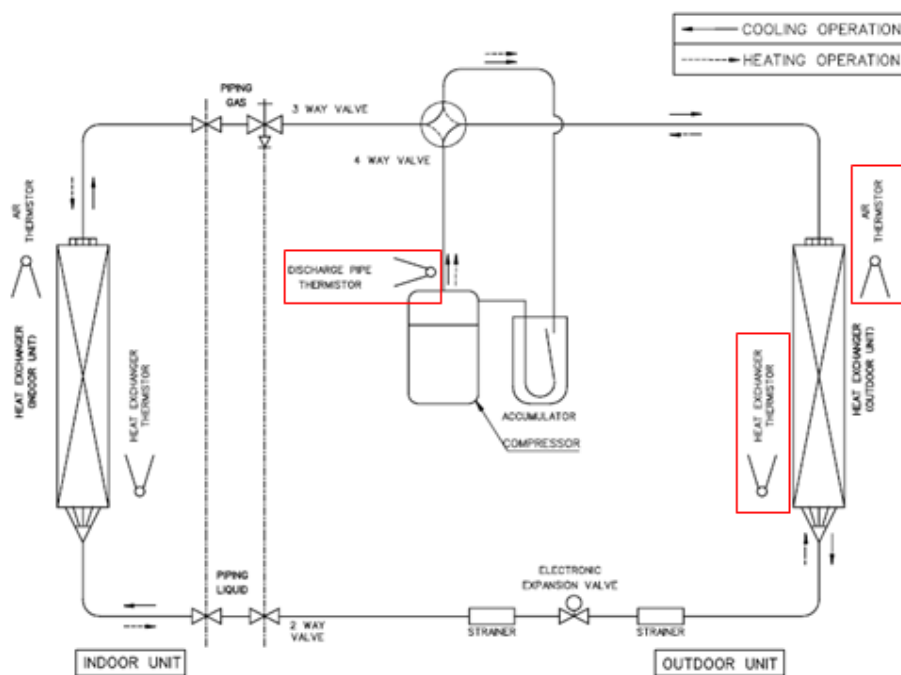 COOLING OPERATION
HEATING OPERATION
PIPING
GAS
3 WAY VALVE
4 WAY VALVE
AIR
THERMISTOR
HEAT EXCHANGER
(INDOOR UNIT)
HEAT EXCHANGER
THERMISTOR
DISCHARGE PIPE
THERMISTOR
ACCUMULATOR
COMPRESSOR
AIR
THERMISTOR
HEAT EXCHANGER
THERMISTOR
HEAT EXCHANGER
(OUTDOOR UNIT)
PIPING
LIQUID
2 WAY
VALVE
ELECTRONIC
EXPANSION VALVE
STRAINER
STRAINER
INDOOR UNIT
OUTDOOR UNIT